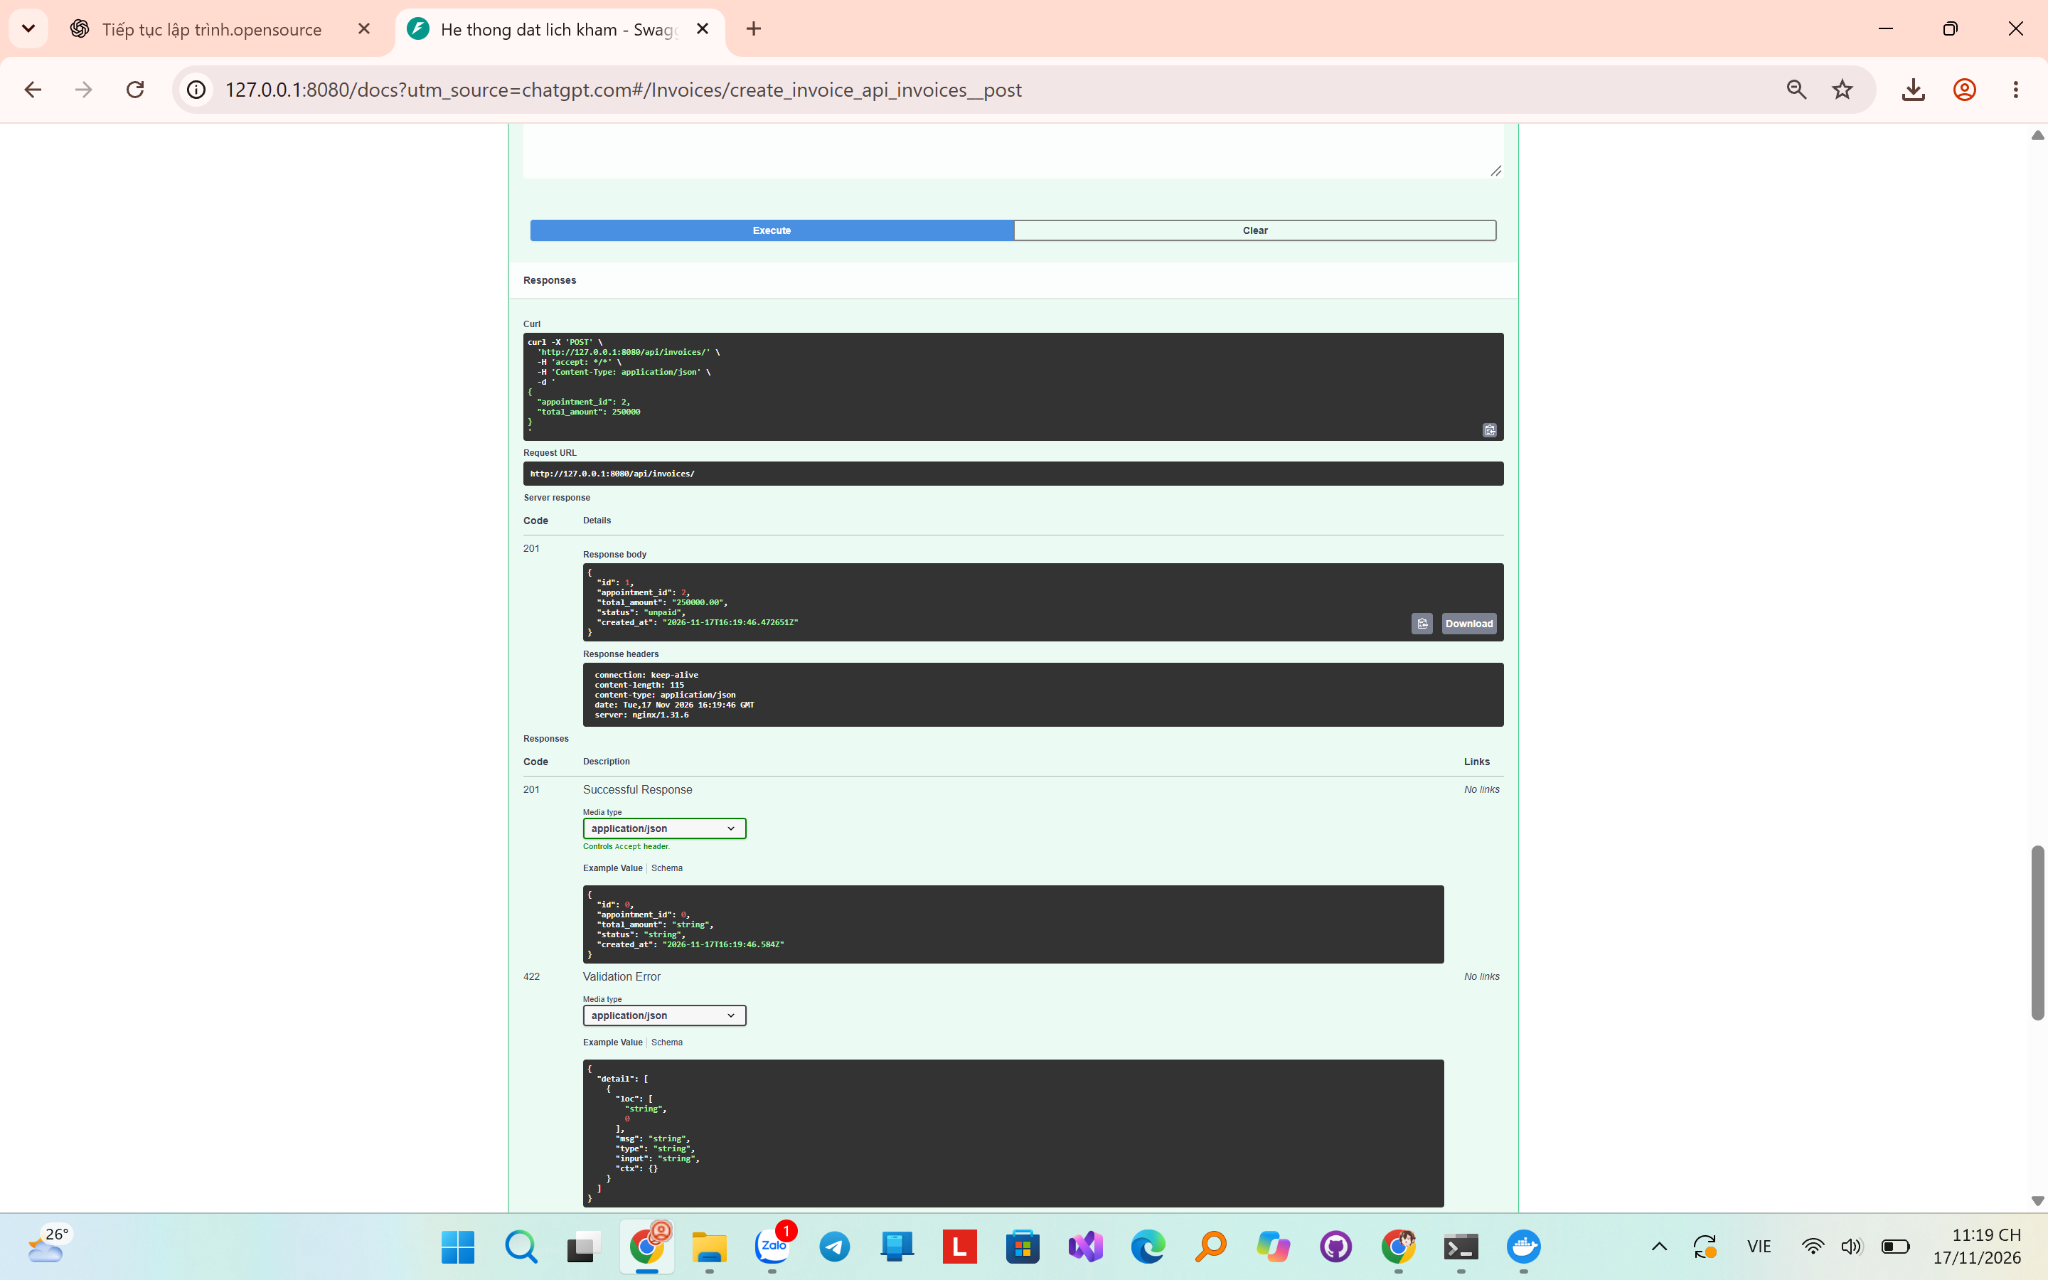 Tiếp tục lập trình.opensource
He thong dat lich kham - Swag
127.0.0.1:8080/docs?utm_source=chatgpt.com#/Invoices/create_invoice_api_invoices__post
Execute
Clear
Responses
Curl
curl -X 'POST' \
'http://127.0.0.1:8080/api/invoices/' \
-H 'accept: */*' \
-H 'Content-Type: application/json' \
-d '
{
"appointment_id": 2,
"total_amount": 250000
}
'
Request URL
http://127.0.0.1:8080/api/invoices/
Server response
Code Details
201
Response body
{
"id": 1,
"appointment_id": 2,
"total_amount": "250000.00",
"status": "unpaid",
"created_at": "2026-11-17T16:19:46.472651Z"
}
Download
Response headers
connection: keep-alive
content-length: 115
content-type: application/json
date: Tue,17 Nov 2026 16:19:46 GMT
server: nginx/1.31.6
Responses
Code Description Links
201 Successful Response No links
Media type
application/json
Controls Accept header.
Example Value Schema
{
"id": 0,
"appointment_id": 0,
"total_amount": "string",
"status": "string",
"created_at": "2026-11-17T16:19:46.584Z"
}
422 Validation Error No links
Media type
application/json
Example Value Schema
{
"detail": [
{
"loc": [
"string",
0
],
"msg": "string",
"type": "string",
"input": "string",
"ctx": {}
}
]
}
26°
Zalo
1
L
VIE
11:19 CH
17/11/2026